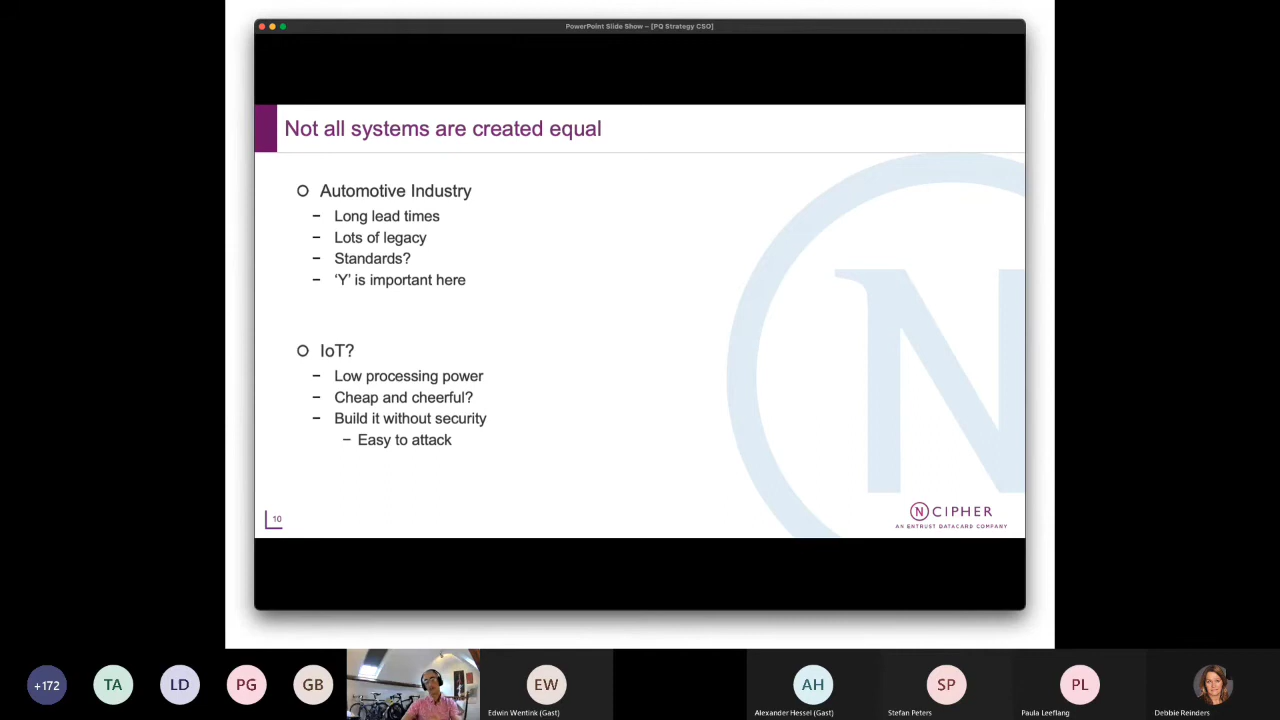 PowerPoint Slide Show – [PQ Strategy CSO]
Not all systems are created equal
Automotive Industry
– Long lead times
– Lots of legacy
– Standards?
– ‘Y’ is important here
IoT?
– Low processing power
– Cheap and cheerful?
– Build it without security
– Easy to attack
10
N CIPHER
AN ENTRUST DATACARD COMPANY
N
+172
TA
LD
PG
GB
EW
Edwin Wentink (Gast)
AH
Alexander Hessel (Gast)
SP
Stefan Peters
PL
Paula Leeflang
Debbie Reinders